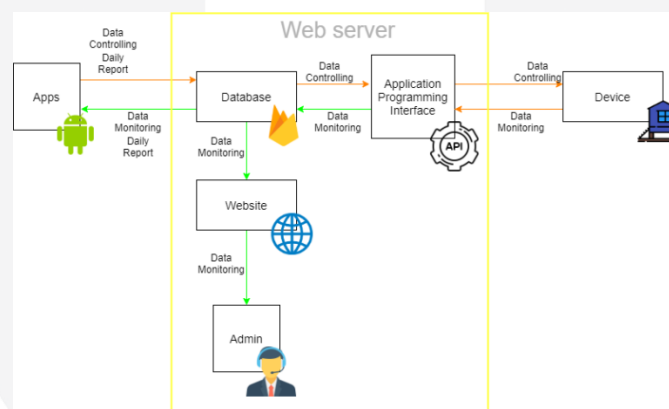 Web server
Data
Controlling
Daily
Report
Apps
Data
Monitoring
Daily
Report
Database
Data
Controlling
Data
Monitoring
Application
Programming
Interface
API
Data
Controlling
Data
Monitoring
Device
Data
Monitoring
Website
Data
Monitoring
Admin